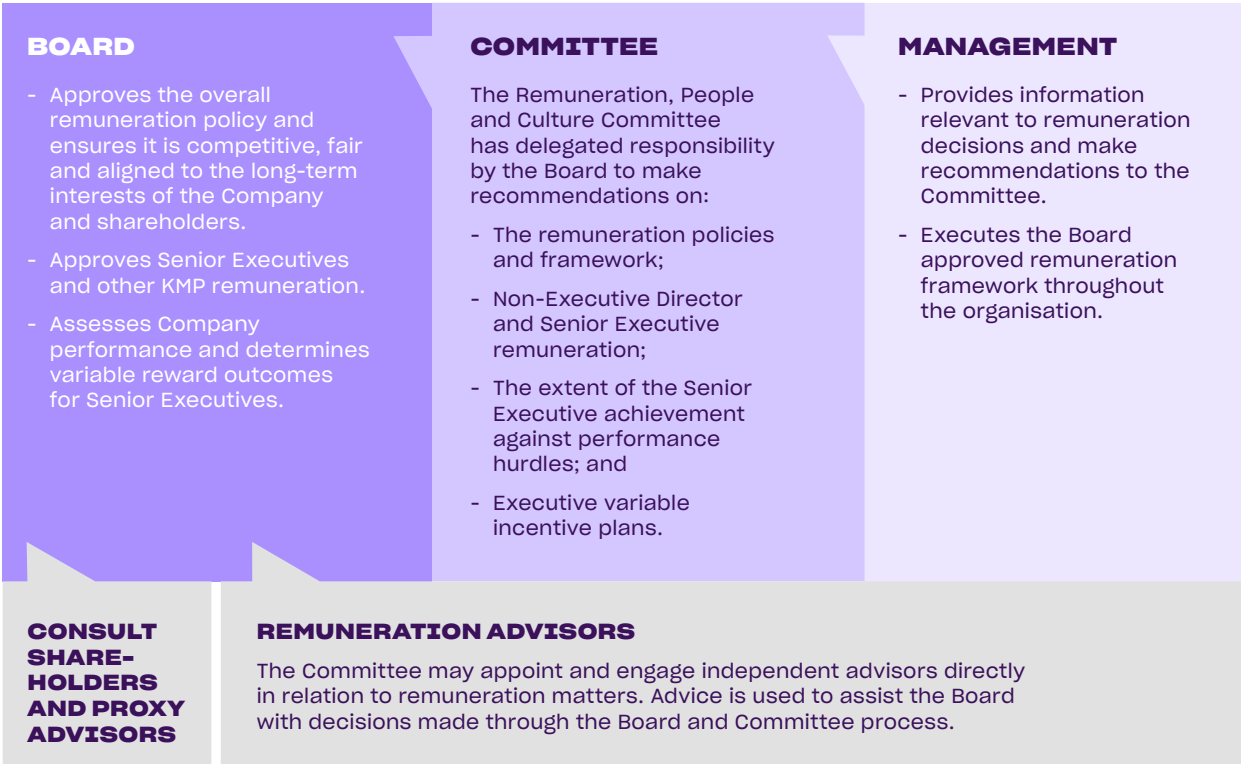 BOARD
- Approves the overall
remuneration policy and
ensures it is competitive, fair
and aligned to the long-term
interests of the Company
and shareholders.
- Approves Senior Executives
and other KMP remuneration.
- Assesses Company
performance and determines
variable reward outcomes
for Senior Executives.
COMMITTEE
The Remuneration, People
and Culture Committee
has delegated responsibility
by the Board to make
recommendations on:
- The remuneration policies
and framework;
- Non-Executive Director
and Senior Executive
remuneration;
- The extent of the Senior
Executive achievement
against performance
hurdles; and
- Executive variable
incentive plans.
MANAGEMENT
- Provides information
relevant to remuneration
decisions and make
recommendations to the
Committee.
- Executes the Board
approved remuneration
framework throughout
the organisation.
CONSULT
SHARE-
HOLDERS
AND PROXY
ADVISORS
REMUNERATION ADVISORS
The Committee may appoint and engage independent advisors directly
in relation to remuneration matters. Advice is used to assist the Board
with decisions made through the Board and Committee process.